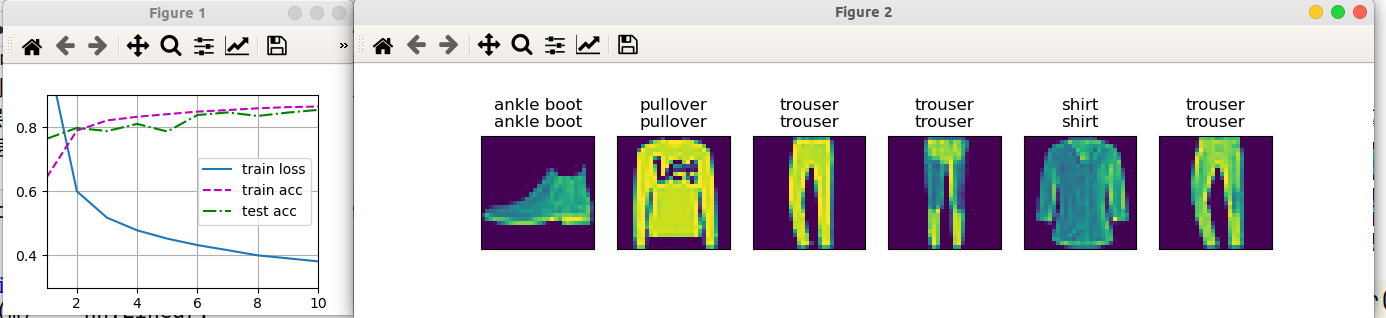 Figure 1
»
0.8
0.6
0.4
2
4
6
8
10
train loss
train acc
test acc
Figure 2
ankle boot
ankle boot
pullover
pullover
trouser
trouser
trouser
trouser
shirt
shirt
trouser
trouser